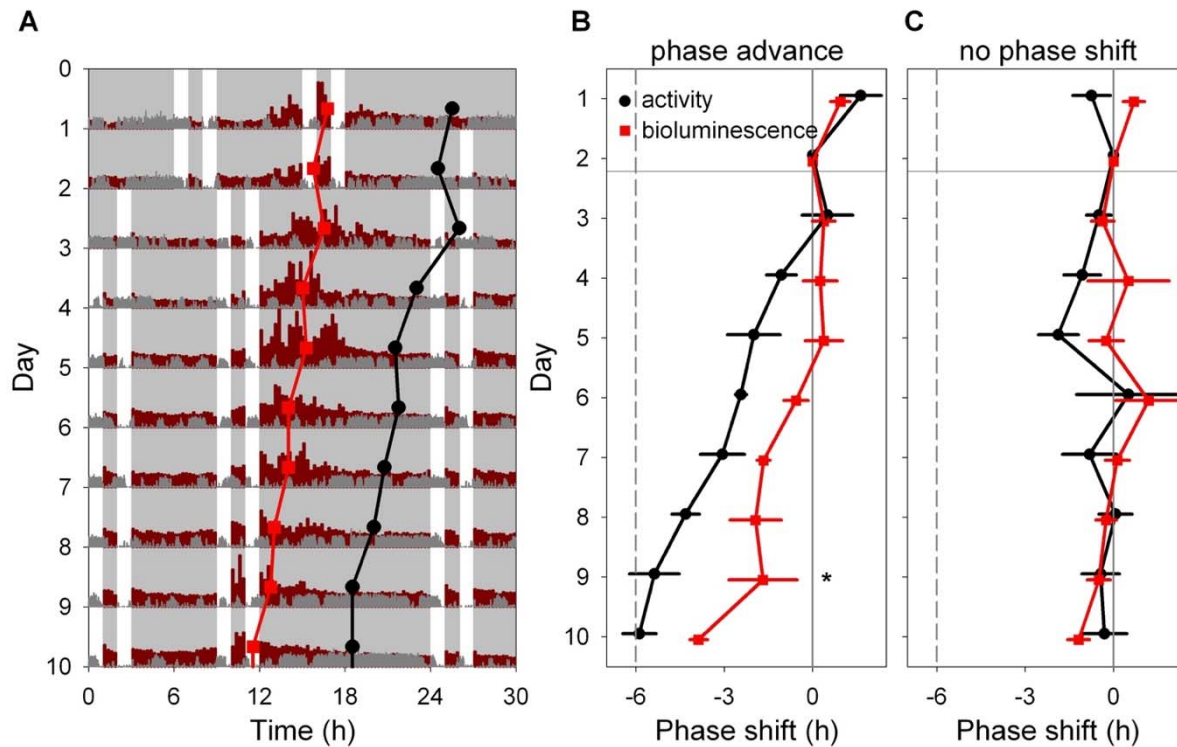 A
B
C
phase advance
no phase shift
activity
bioluminescence
Day
0
1
2
3
4
5
6
7
8
9
10
0
6
12
18
24
30
Time (h)
Day
1
2
3
4
5
6
7
8
9
10
*
-6
-3
0
Phase shift (h)
-6
-3
0
Phase shift (h)